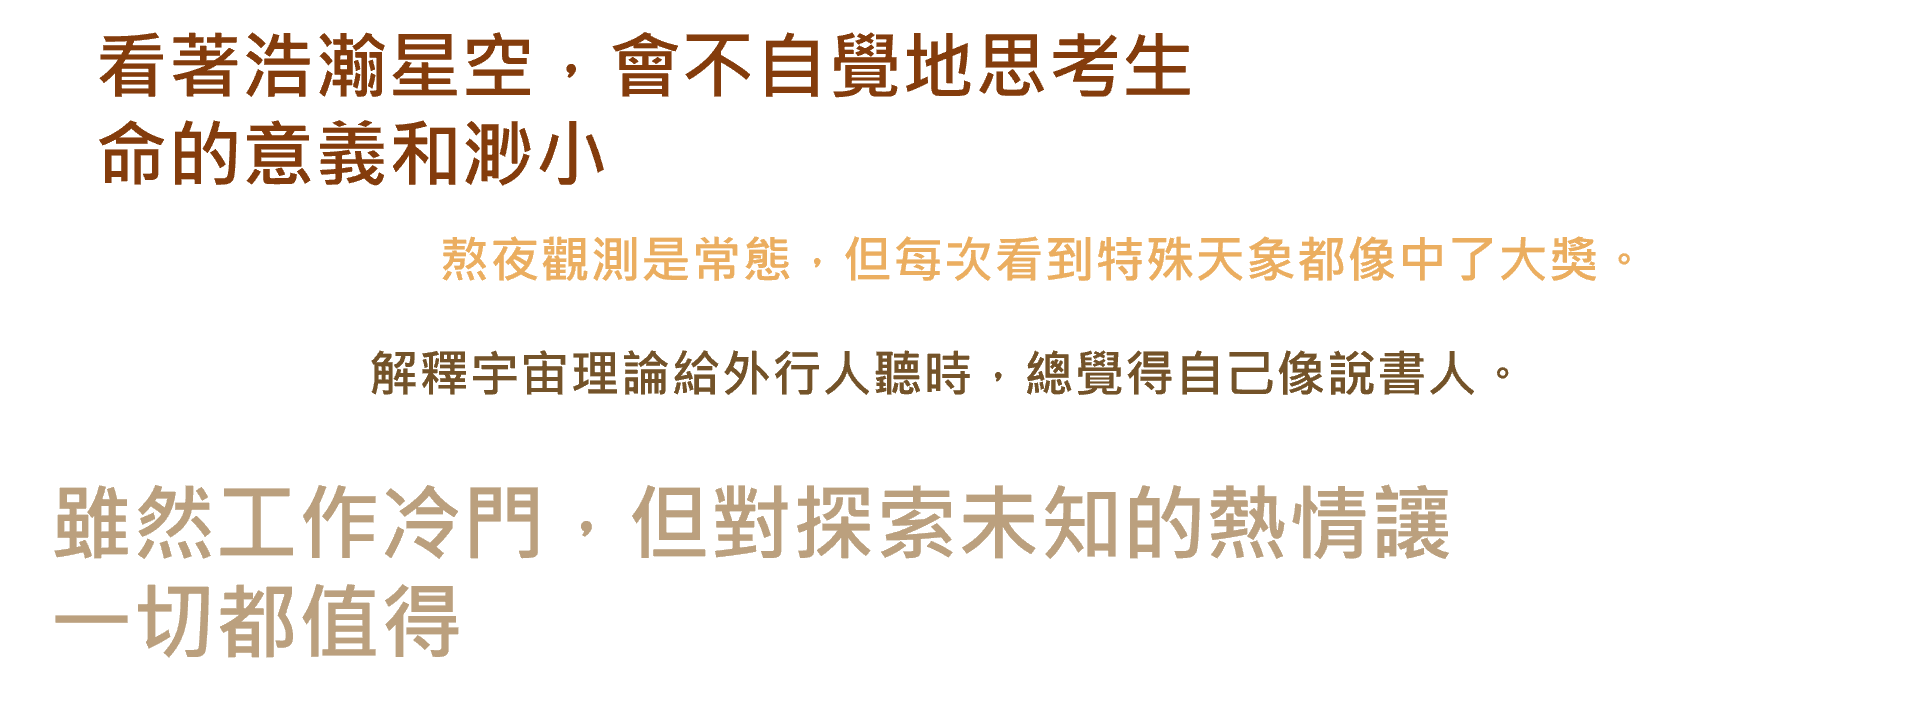 看著浩瀚星空，會不自覺地思考生
命的意義和渺小
熬夜觀測是常態，但每次看到特殊天象都像中了大獎。
解釋宇宙理論給外行人聽時，總覺得自己像說書人。
雖然工作冷門，但對探索未知的熱情讓
一切都值得